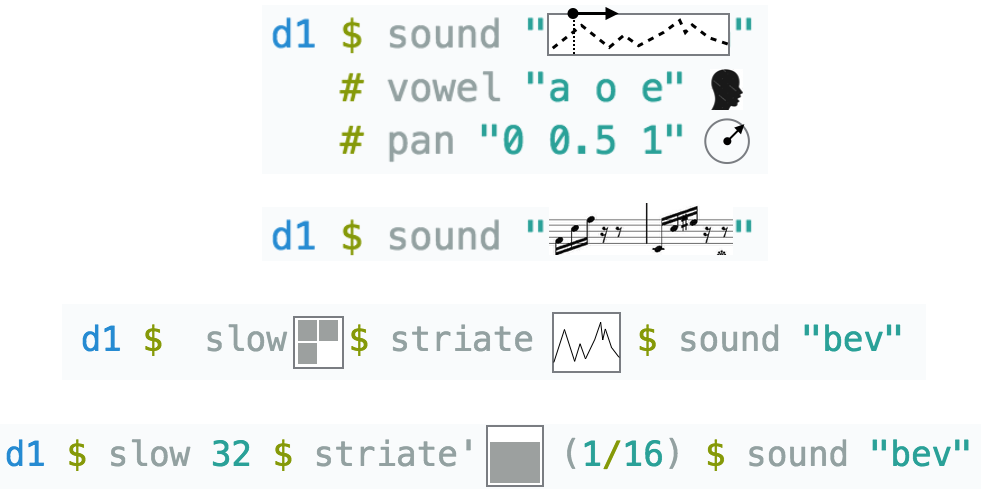 d1 $ sound " "
# vowel "a o e"
# pan "0 0.5 1"
d1 $ sound " "
d1 $ slow $ striate $ sound "bev"
d1 $ slow 32 $ striate' (1/16) $ sound "bev"